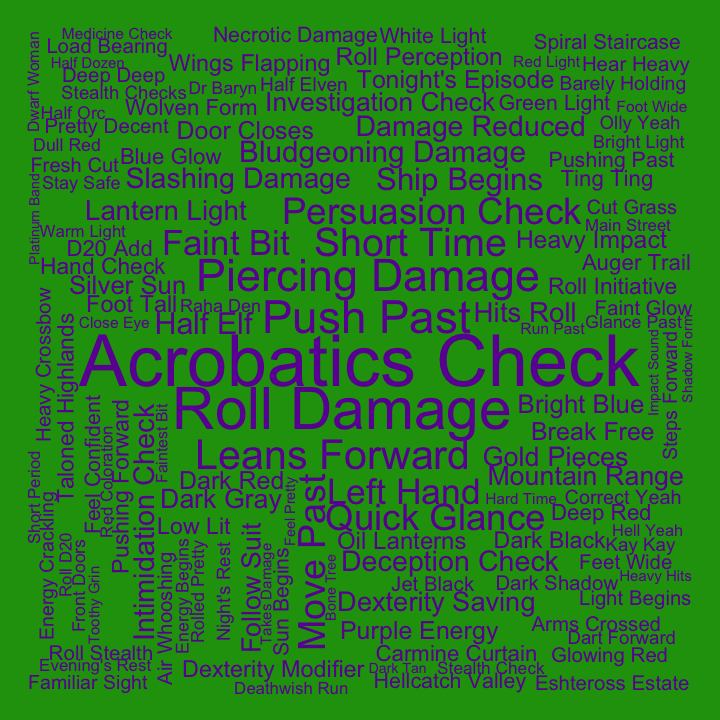 Medicine Check
Necrotic Damage
White Light
Spiral Staircase
Load Bearing
Half Dozen
Wings Flapping
Roll Perception
Red Light
Hear Heavy
Dwarf Woman
Deep Deep
Stealth Checks
Dr Baryn
Half Elven
Tonight's Episode
Barely Holding
Half Orc
Wolven Form
Investigation Check
Green Light
Foot Wide
Pretty Decent
Door Closes
Damage Reduced
Olly Yeah
Dull Red
Blue Glow
Bludgeoning Damage
Bright Light
Pushing Past
Fresh Cut
Stay Safe
Slashing Damage
Ship Begins
Ting Ting
Platinum Band
Lantern Light
Persuasion Check
Cut Grass
Main Street
Warm Light
D20 Add
Faint Bit
Short Time
Heavy Impact
Hand Check
Auger Trail
Silver Sun
Piercing Damage
Roll Initiative
Foot Tall
Raha Den
Push Past
Hits Roll
Faint Glow
Close Eye
Half Elf
Run Past
Glance Past
Heavy Crossbow
Taloned Highlands
Acrobatics Check
Impact Sound
Steps Forward
Shadow Form
Roll Damage
Bright Blue
Break Free
Feel Confident
Red Coloration
Pushing Forward
Intimidation Check
Faintest Bit
Leans Forward
Gold Pieces
Short Period
Dark Red
Feel Pretty
Move Past
Left Hand
Mountain Range
Dark Gray
Hard Time
Correct Yeah
Energy Crackling
Low Lit
Follow Suit
Quick Glance
Deep Red
Roll D20
Front Doors
Toothy Grin
Air Whooshing
Energy Begins
Rolled Pretty
Night's Rest
Takes Damage
Sun Begins
Bone Tree
Oil Lanterns
Dark Black
Hell Yeah
Kay Kay
Deception Check
Feet Wide
Jet Black
Dark Shadow
Heavy Hits
Dexterity Saving
Light Begins
Purple Energy
Arms Crossed
Dart Forward
Roll Stealth
Carmine Curtain
Glowing Red
Evening's Rest
Dexterity Modifier
Dark Tan
Stealth Check
Familiar Sight
Deathwish Run
Hellcatch Valley
Eshteross Estate